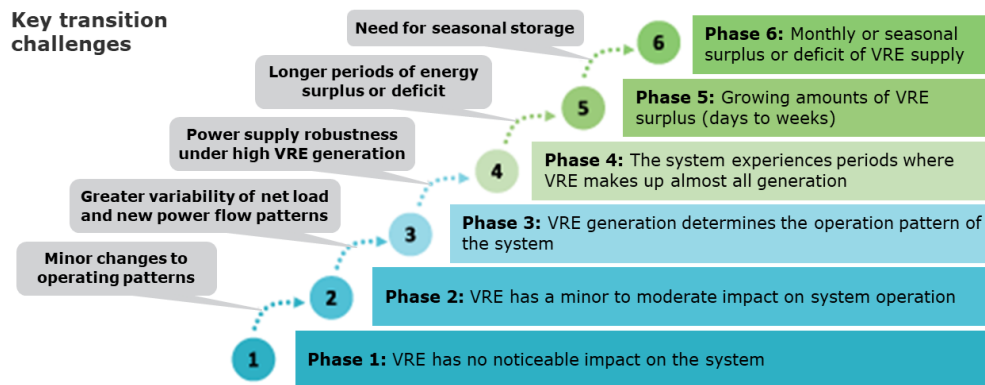 Key transition
challenges
Need for seasonal storage
6
Phase 6: Monthly or seasonal
surplus or deficit of VRE supply
Longer periods of energy
surplus or deficit
5
Phase 5: Growing amounts of VRE
surplus (days to weeks)
Power supply robustness
under high VRE generation
4
Phase 4: The system experiences periods where
VRE makes up almost all generation
Greater variability of net load
and new power flow patterns
3
Phase 3: VRE generation determines the operation pattern of
the system
Minor changes to
operating patterns
2
Phase 2: VRE has a minor to moderate impact on system operation
1
Phase 1: VRE has no noticeable impact on the system